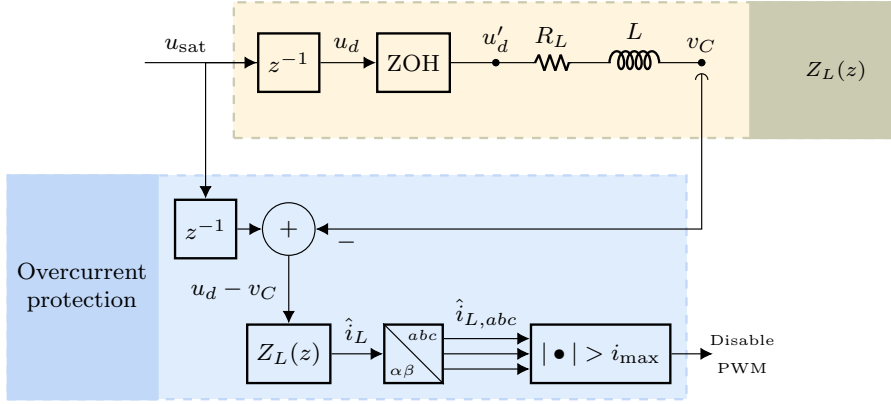 u_sat
z⁻¹
u_d
ZOH
u′_d
R_L
L
v_C
Z_L(z)
z⁻¹
+
−
Overcurrent
protection
u_d − v_C
Z_L(z)
î_L
abc
αβ
î_{L,abc}
| • | > i_max
Disable
PWM